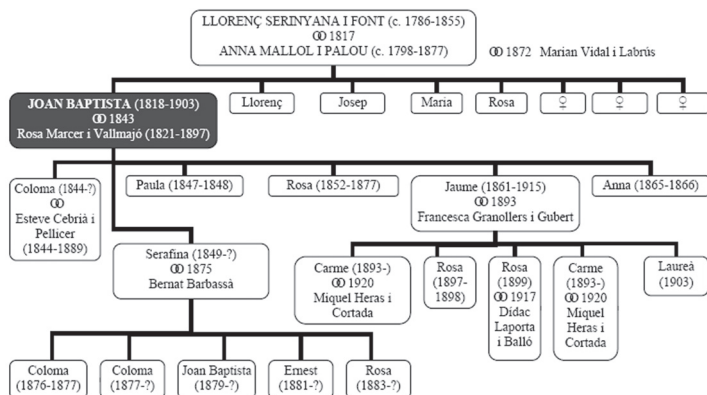 LLORENÇ SERINYANA I FONT (c. 1786-1855)
ꝏ 1817
ANNA MALLOL I PALOU (c. 1798-1877)
ꝏ 1872 Marian Vidal i Labrús
JOAN BAPTISTA (1818-1903)
ꝏ 1843
Rosa Marcer i Vallmajó (1821-1897)
Llorenç
Josep
Maria
Rosa
♀
♀
♀
Coloma (1844-?)
ꝏ
Esteve Cebrià i
Pellicer
(1844-1889)
Paula (1847-1848)
Rosa (1852-1877)
Jaume (1861-1915)
ꝏ 1893
Francesca Granollers i Gubert
Anna (1865-1866)
Serafina (1849-?)
ꝏ 1875
Bernat Barbassà
Carme (1893-)
ꝏ 1920
Miquel Heras i
Cortada
Rosa
(1897-
1898)
Rosa
(1899)
ꝏ 1917
Dídac
Laporta
i Balló
Carme
(1893-)
ꝏ 1920
Miquel
Heras i
Cortada
Laureà
(1903)
Coloma
(1876-1877)
Coloma
(1877-?)
Joan Baptista
(1879-?)
Ernest
(1881-?)
Rosa
(1883-?)